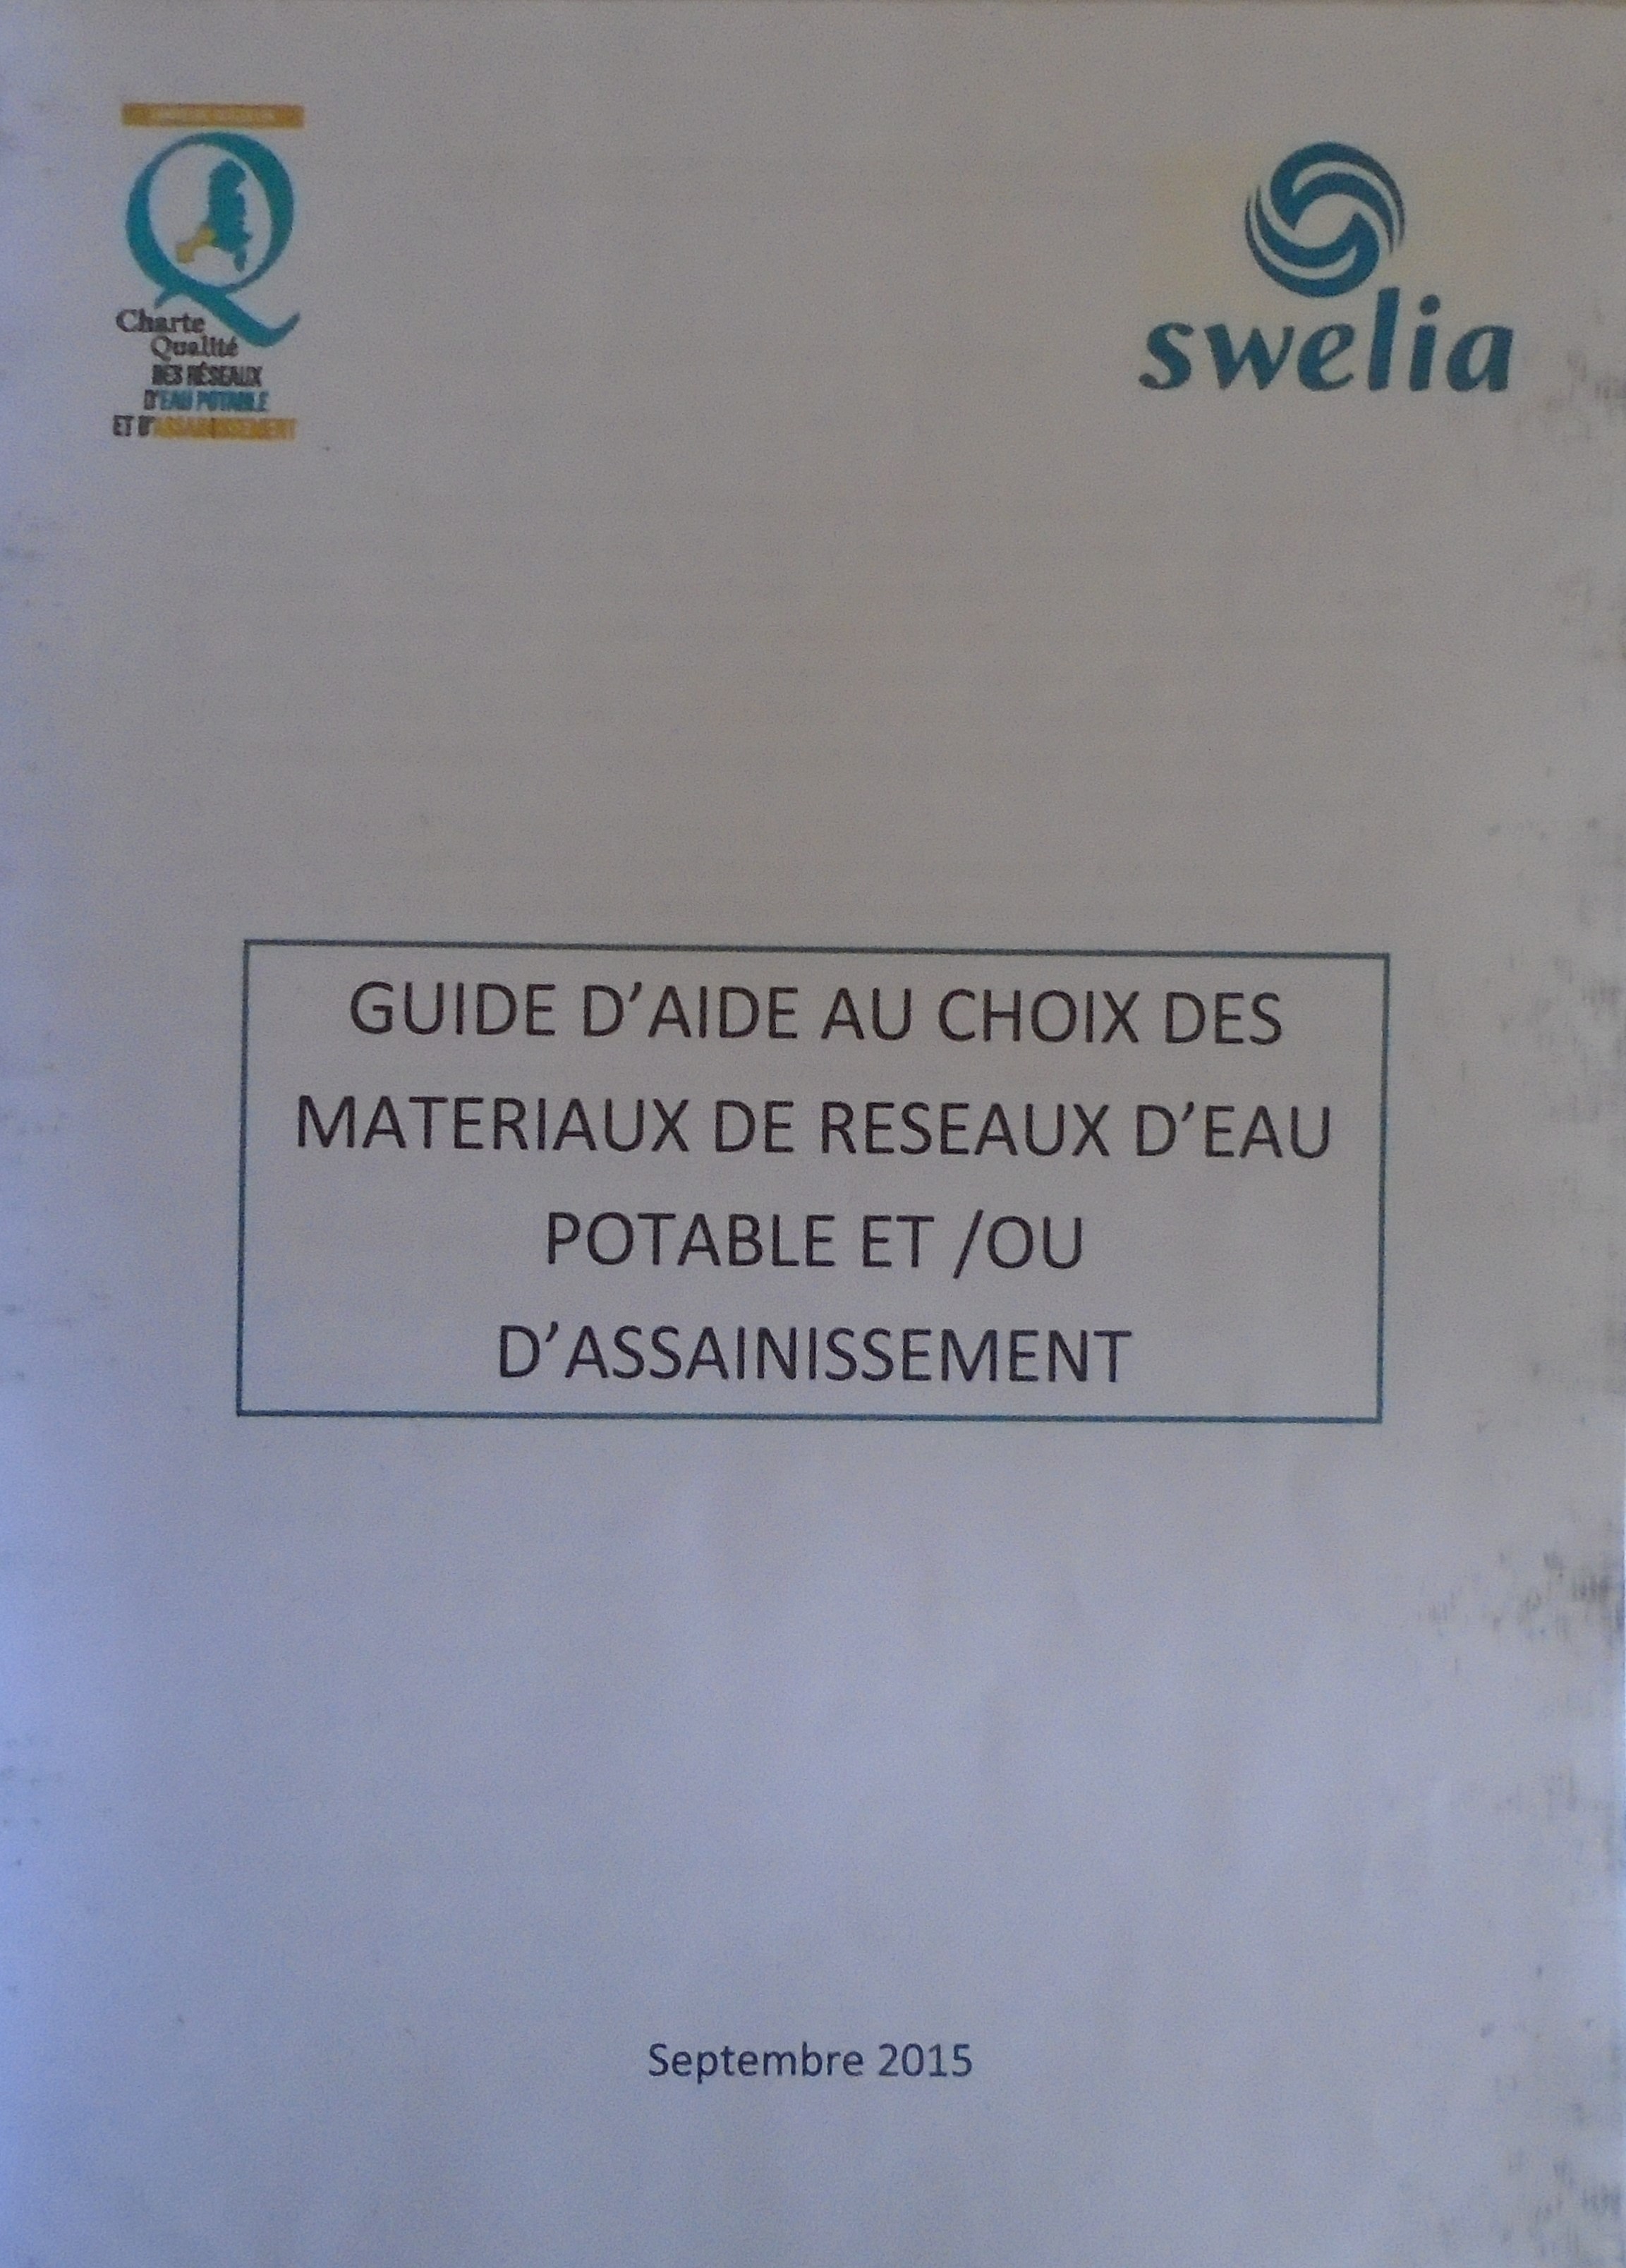 Charte
Qualité
DES RÉSEAUX
D'EAU POTABLE
ET D'ASSAINISSEMENT
swelia
GUIDE D'AIDE AU CHOIX DES
MATERIAUX DE RESEAUX D'EAU
POTABLE ET /OU
D'ASSAINISSEMENT
Septembre 2015